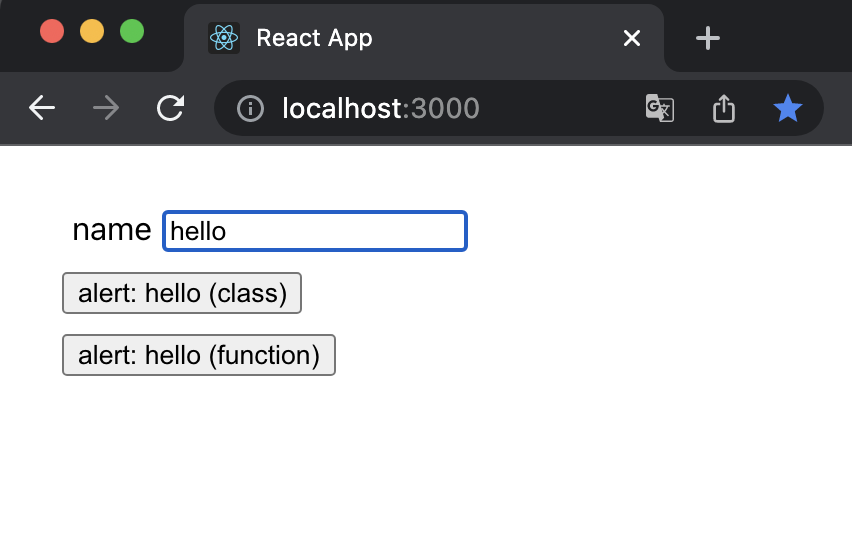 React App
localhost:3000
name hello
alert: hello (class)
alert: hello (function)